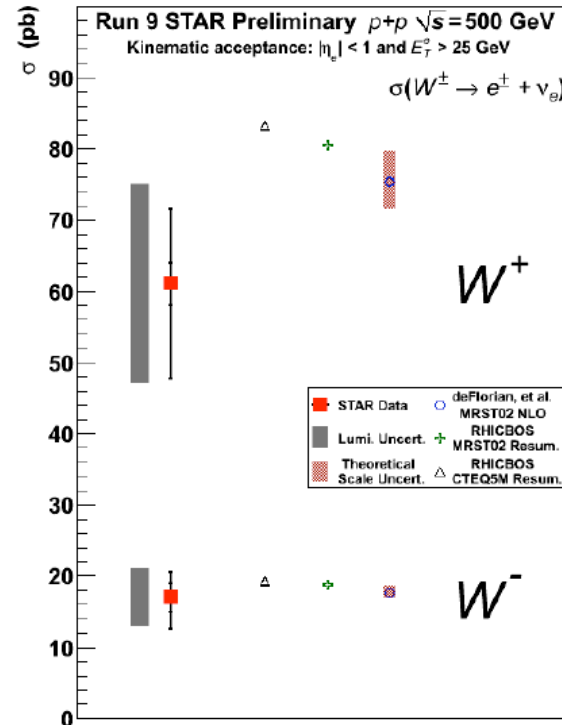 Run 9 STAR Preliminary p+p √s=500 GeV
Kinematic acceptance: |ηe| < 1 and E_T^e > 25 GeV
σ(W± → e± + νe)
σ (pb)
90
80
70
60
50
40
30
20
10
0
W+
STAR Data
Lumi. Uncert.
Theoretical
Scale Uncert.
deFlorian, et al.
MRST02 NLO
RHICBOS
MRST02 Resum.
RHICBOS
CTEQ5M Resum.
W-